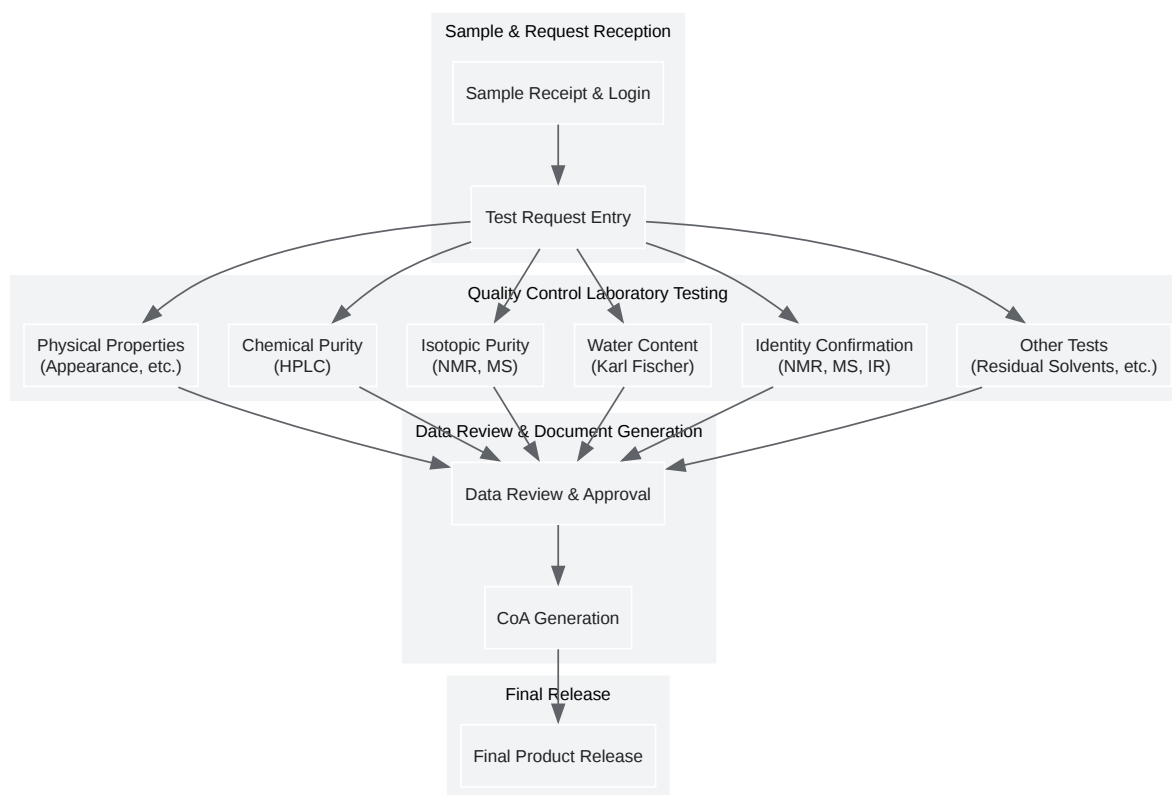 Sample & Request Reception
Sample Receipt & Login
Test Request Entry
Quality Control Laboratory Testing
Physical Properties
(Appearance, etc.)
Chemical Purity
(HPLC)
Isotopic Purity
(NMR, MS)
Water Content
(Karl Fischer)
Identity Confirmation
(NMR, MS, IR)
Other Tests
(Residual Solvents, etc.)
Data Review & Document Generation
Data Review & Approval
CoA Generation
Final Release
Final Product Release